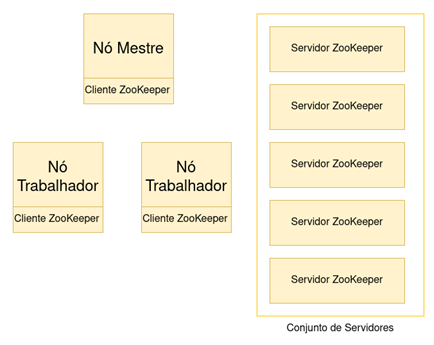 Nó Mestre
Cliente ZooKeeper
Nó
Trabalhador
Cliente ZooKeeper
Nó
Trabalhador
Cliente ZooKeeper
Servidor ZooKeeper
Servidor ZooKeeper
Servidor ZooKeeper
Servidor ZooKeeper
Servidor ZooKeeper
Conjunto de Servidores